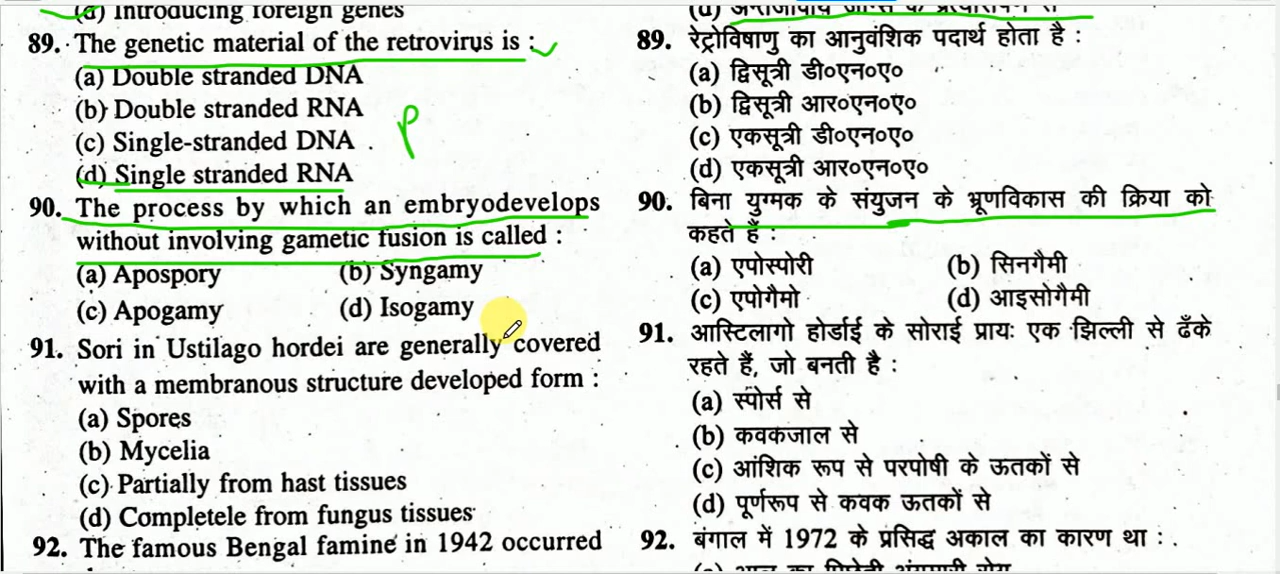 (d) Introducing foreign genes
89. The genetic material of the retrovirus is :
(a) Double stranded DNA
(b) Double stranded RNA
(c) Single-stranded DNA
(d) Single stranded RNA
90. The process by which an embryodevelops
without involving gametic fusion is called :
(a) Apospory (b) Syngamy
(c) Apogamy (d) Isogamy
91. Sori in Ustilago hordei are generally covered
with a membranous structure developed form :
(a) Spores
(b) Mycelia
(c) Partially from hast tissues
(d) Completele from fungus tissues
92. The famous Bengal famine in 1942 occurred
89. रेट्रोविषाणु का आनुवंशिक पदार्थ होता है :
(a) द्विसूत्री डी०एन०ए०
(b) द्विसूत्री आर०एन०ए०
(c) एकसूत्री डी०एन०ए०
(d) एकसूत्री आर०एन०ए०
90. बिना युग्मक के संयुजन के भ्रूणविकास की क्रिया को
कहते हैं :
(a) एपोस्पोरी (b) सिनगैमी
(c) एपोगैमो (d) आइसोगैमी
91. आस्टिलागो होर्डाई के सोराई प्रायः एक झिल्ली से ढँके
रहते हैं, जो बनती है :
(a) स्पोर्स से
(b) कवकजाल से
(c) आंशिक रूप से परपोषी के ऊतकों से
(d) पूर्णरूप से कवक ऊतकों से
92. बंगाल में 1972 के प्रसिद्ध अकाल का कारण था :